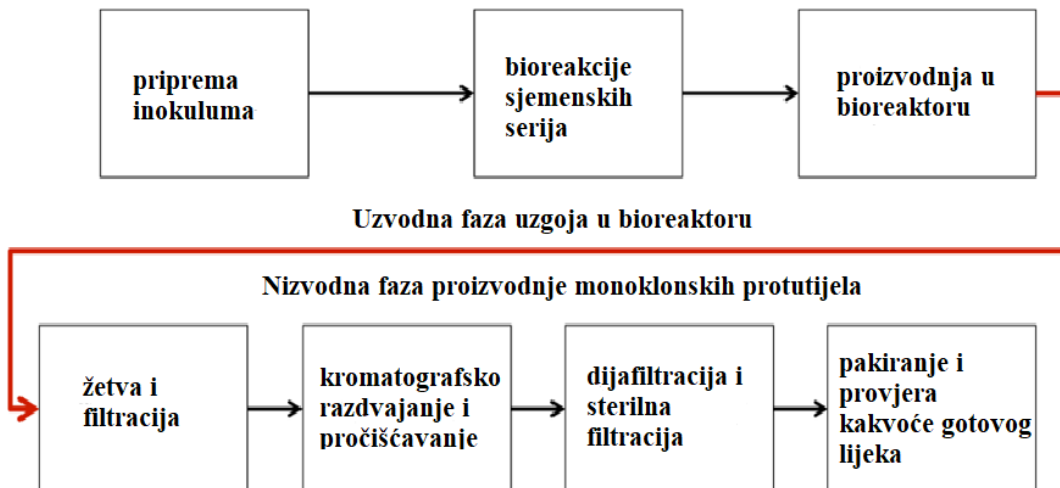 priprema
inokuluma
bioreakcije
sjemenskih
serija
proizvodnja u
bioreaktoru
Uzvodna faza uzgoja u bioreaktoru
Nizvodna faza proizvodnje monoklonskih protutijela
žetva i
filtracija
kromatografsko
razdvajanje i
pročišćavanje
dijafiltracija i
sterilna
filtracija
pakiranje i
provjera
kakvoće gotovog
lijeka